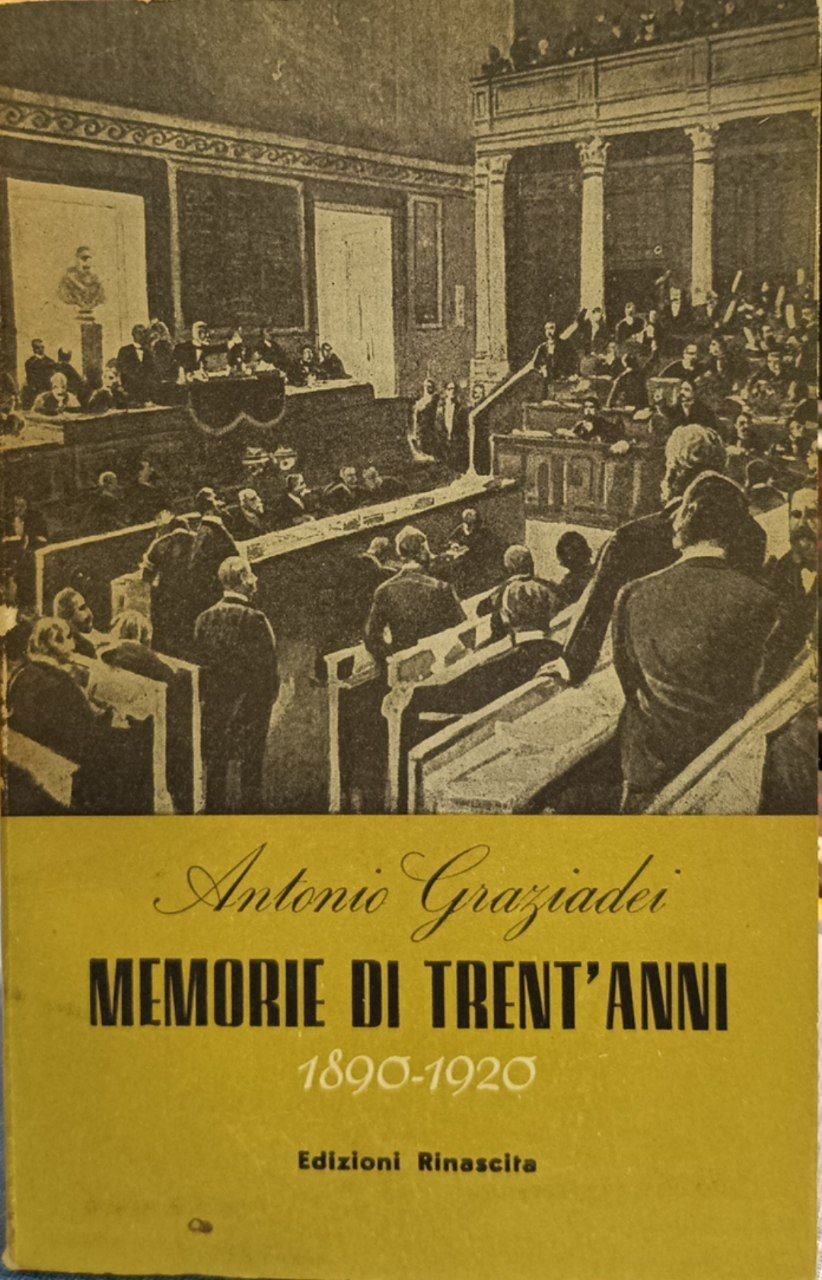 Antonio Graziadei
MEMORIE DI TRENT'ANNI
1890-1920
Edizioni Rinascita